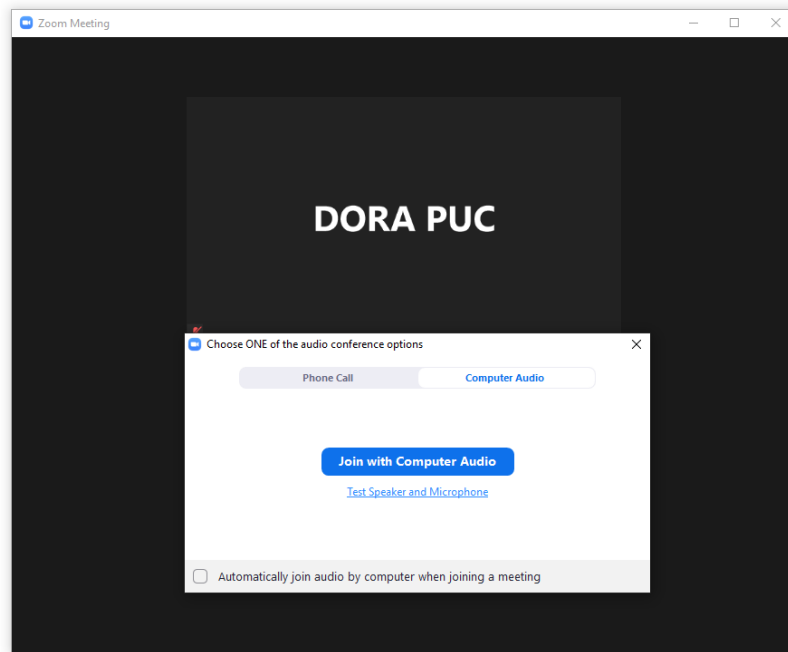 Zoom Meeting
DORA PUC
Choose ONE of the audio conference options
Phone Call
Computer Audio
Join with Computer Audio
Test Speaker and Microphone
Automatically join audio by computer when joining a meeting